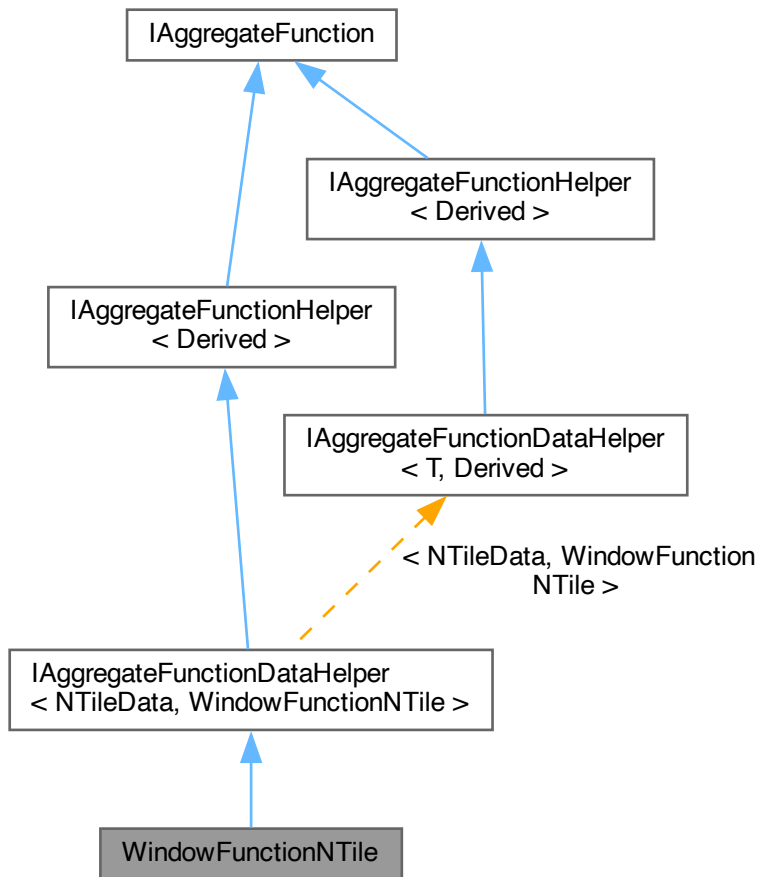 IAggregateFunction
IAggregateFunctionHelper
< Derived >
IAggregateFunctionHelper
< Derived >
IAggregateFunctionDataHelper
< T, Derived >
< NTileData, WindowFunction
NTile >
IAggregateFunctionDataHelper
< NTileData, WindowFunctionNTile >
WindowFunctionNTile